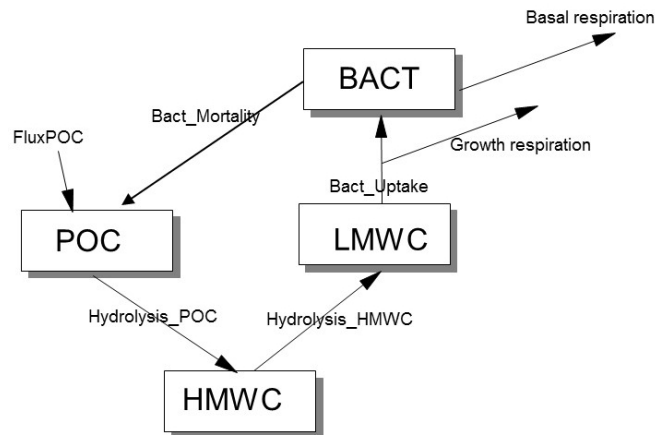 Basal respiration
BACT
Bact_Mortality
FluxPOC
Growth respiration
Bact_Uptake
POC
LMWC
Hydrolysis_POC
Hydrolysis_HMWC
HMWC